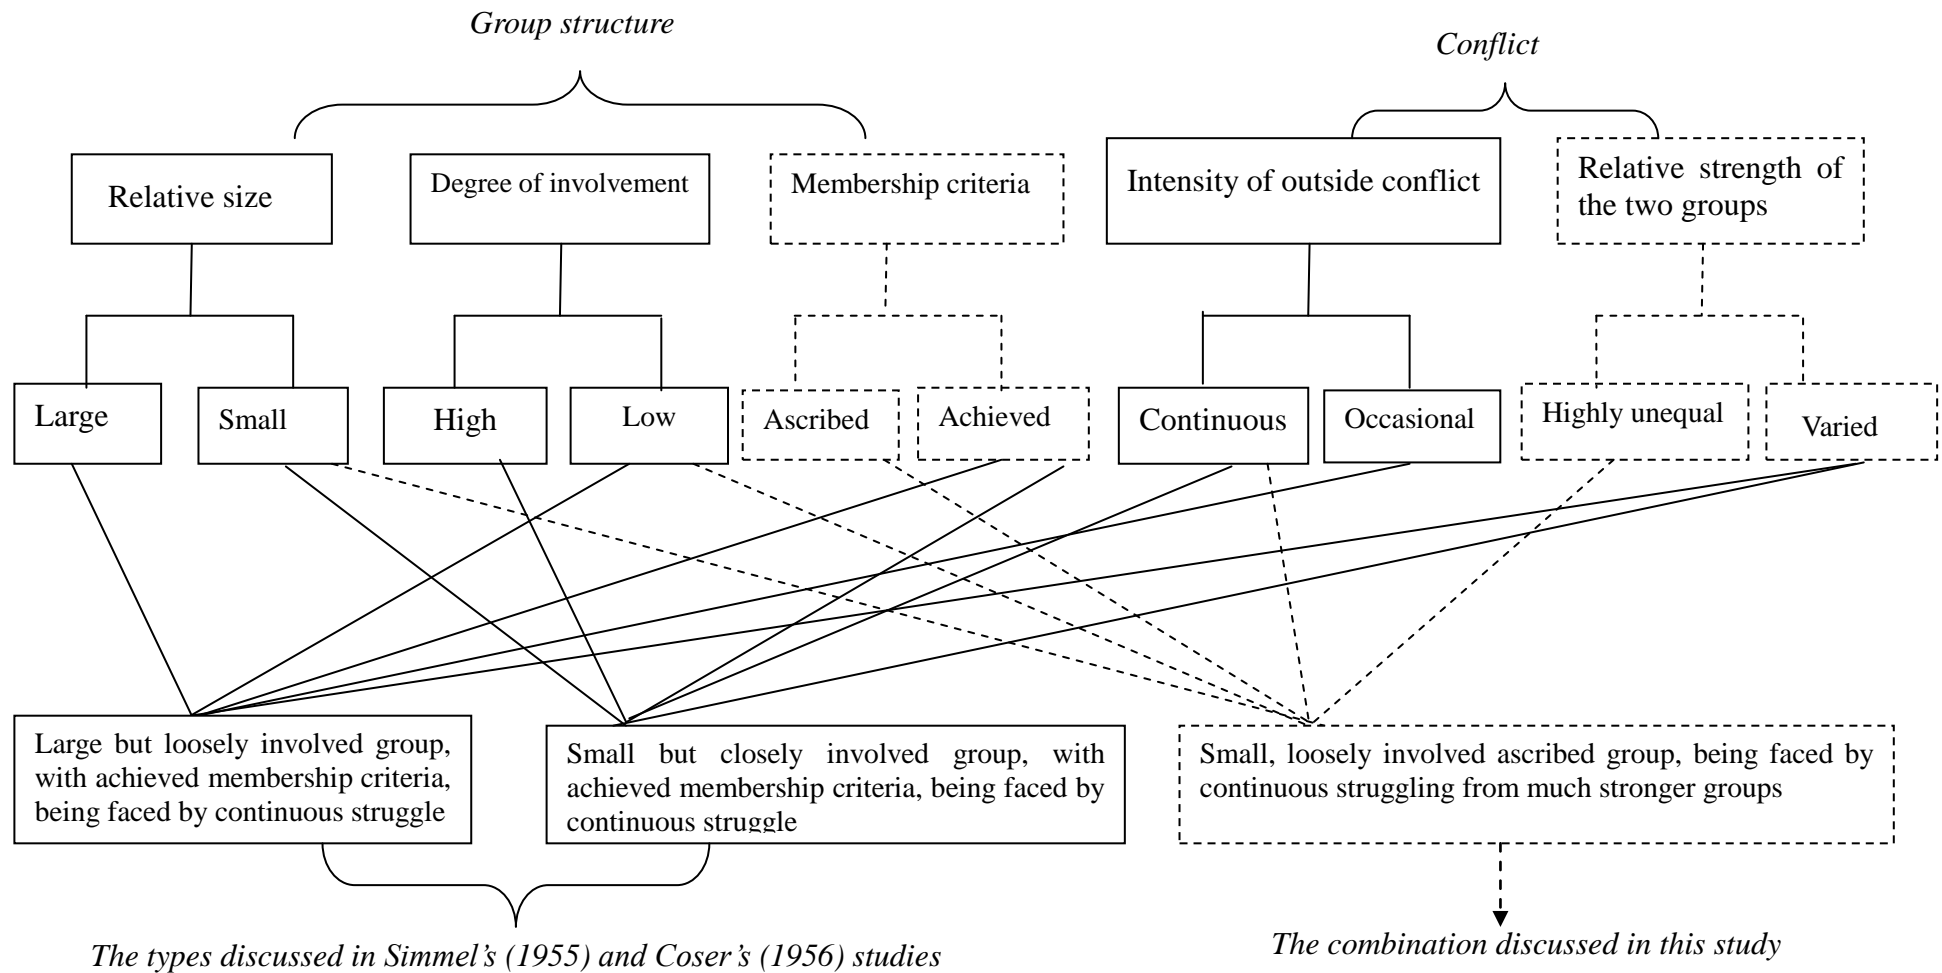 Group structure
Conflict
Relative size
Degree of involvement
Membership criteria
Intensity of outside conflict
Relative strength of
the two groups
Large
Small
High
Low
Ascribed
Achieved
Continuous
Occasional
Highly unequal
Varied
Large but loosely involved group,
with achieved membership criteria,
being faced by continuous struggle
Small but closely involved group, with
achieved membership criteria, being faced by
continuous struggle
Small, loosely involved ascribed group, being faced by
continuous struggling from much stronger groups
The types discussed in Simmel’s (1955) and Coser’s (1956) studies
The combination discussed in this study